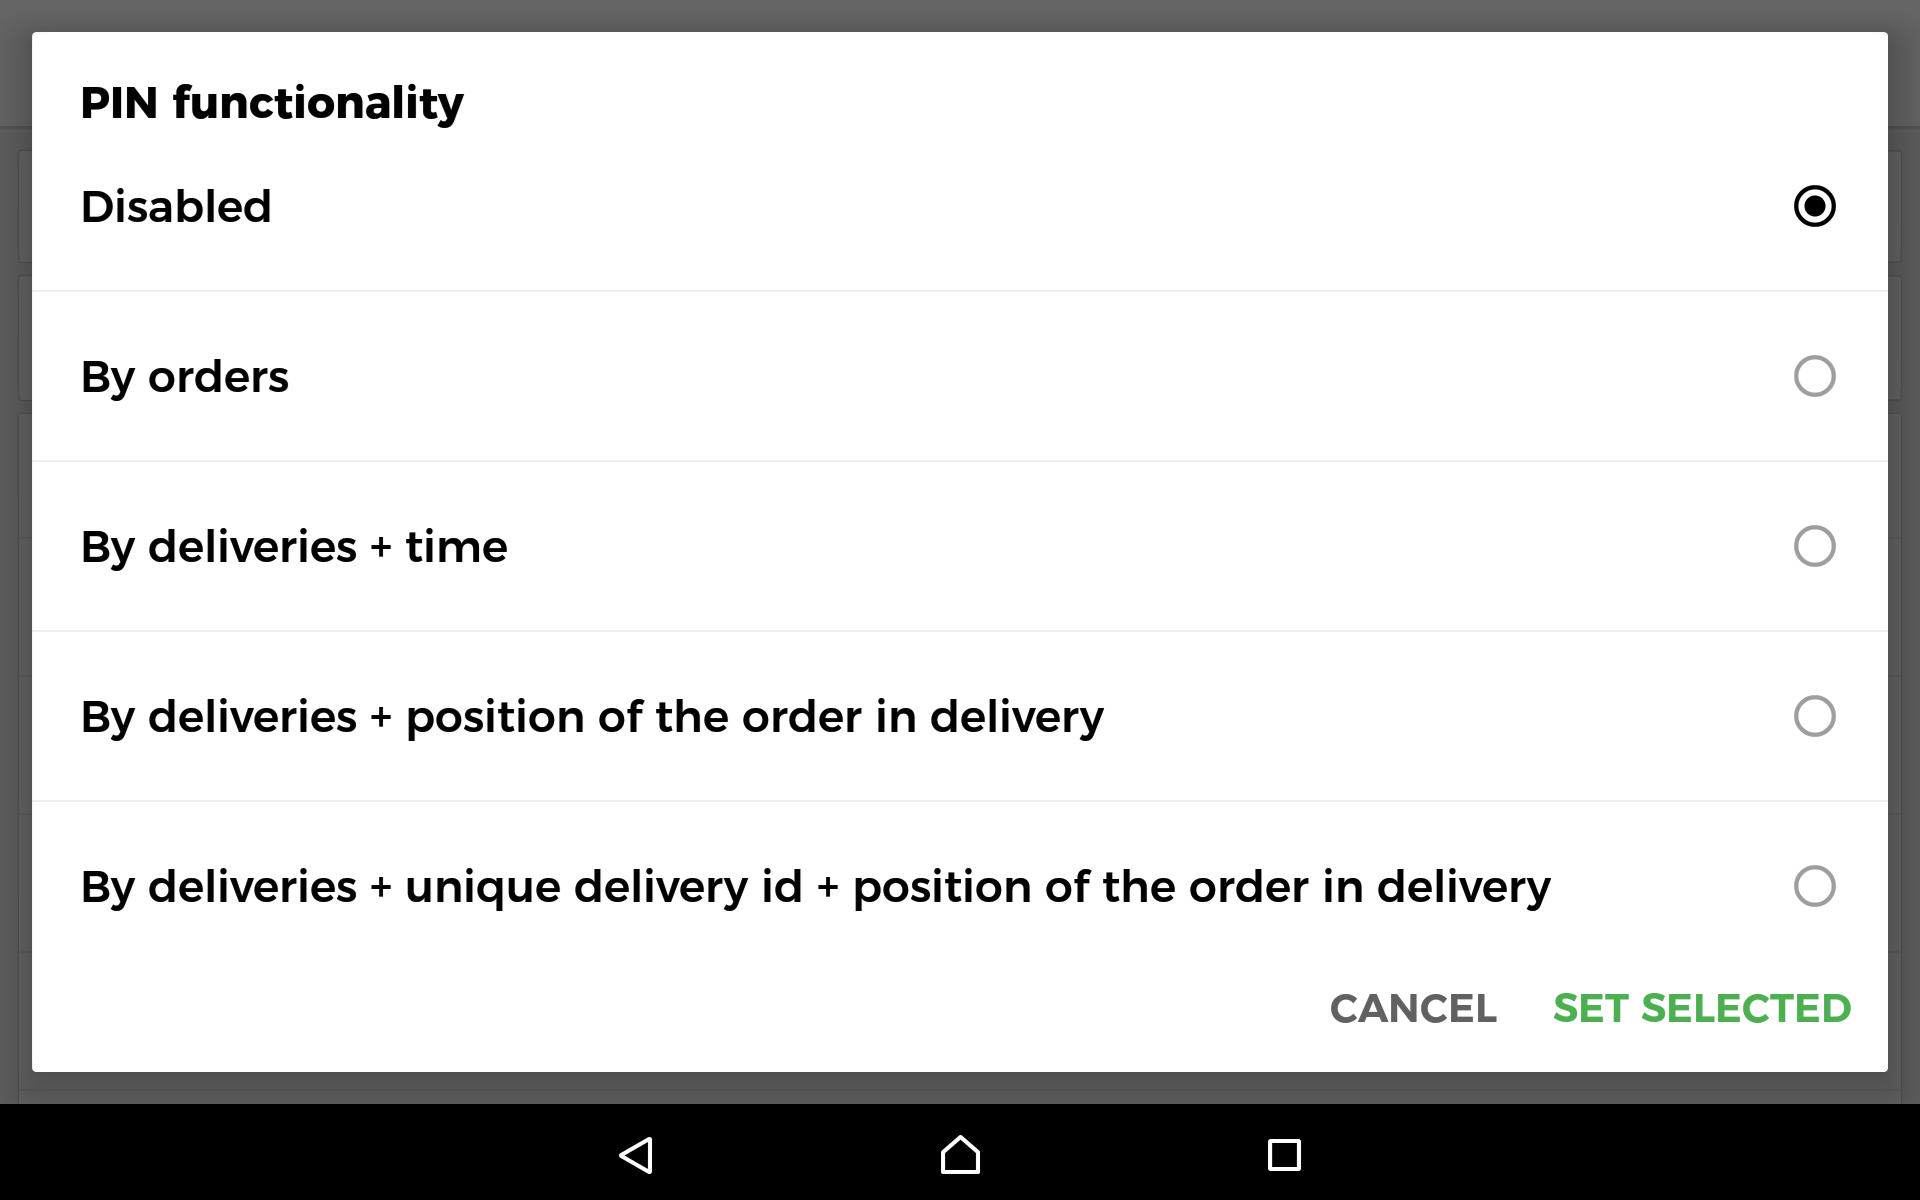 PIN functionality
Disabled
By orders
By deliveries + time
By deliveries + position of the order in delivery
By deliveries + unique delivery id + position of the order in delivery
CANCEL SET SELECTED